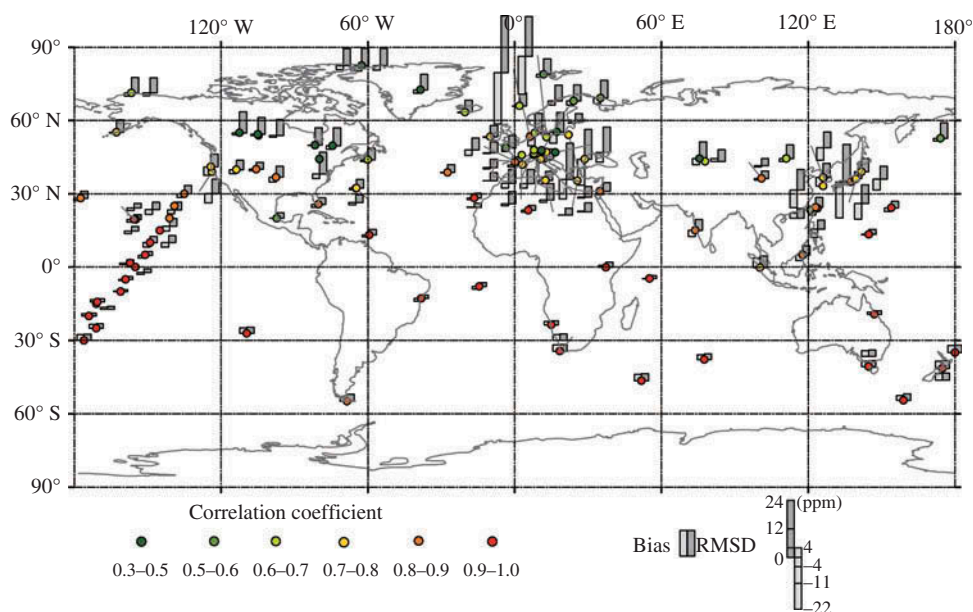 120° W 60° W 0° 60° E 120° E 180°
90°
60° N
30° N
0°
30° S
60° S
90°
Correlation coefficient
0.3–0.5 0.5–0.6 0.6–0.7 0.7–0.8 0.8–0.9 0.9–1.0
Bias RMSD
24 (ppm)
12
0
4
–4
–11
–22